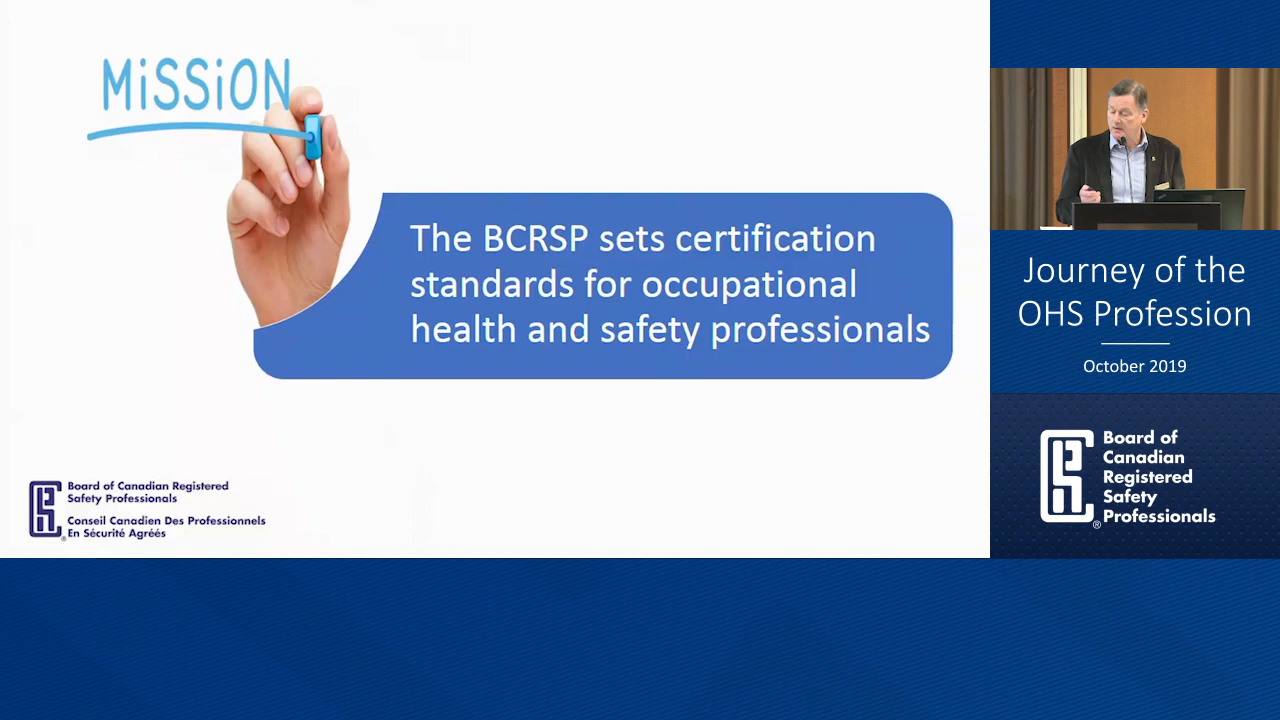 MiSSiON
The BCRSP sets certification
standards for occupational
health and safety professionals
Board of Canadian Registered
Safety Professionals
Conseil Canadien Des Professionnels
En Sécurité Agréés
®
Journey of the
OHS Profession
October 2019
Board of
Canadian
Registered
Safety
Professionals
®